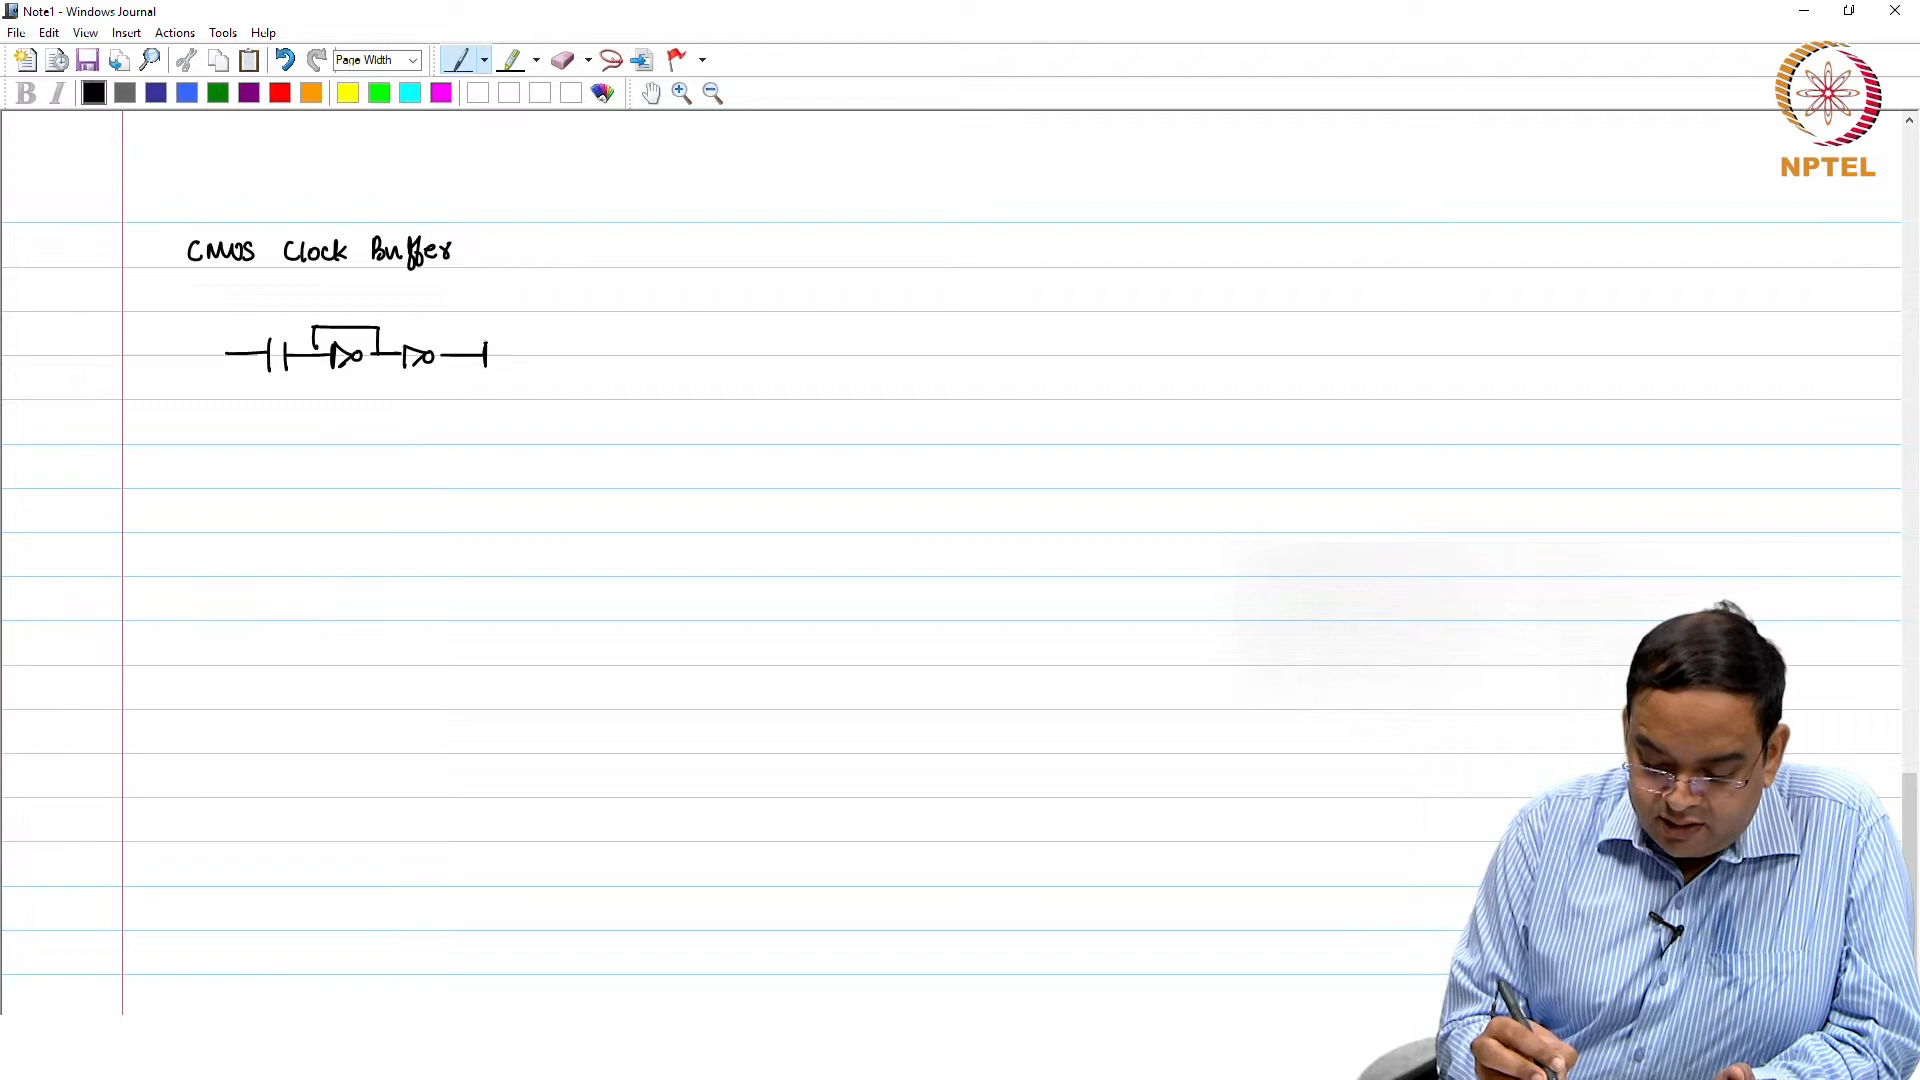 Note1 - Windows Journal
File Edit View Insert Actions Tools Help
Page Width
B I
NPTEL
CMOS Clock Buffer